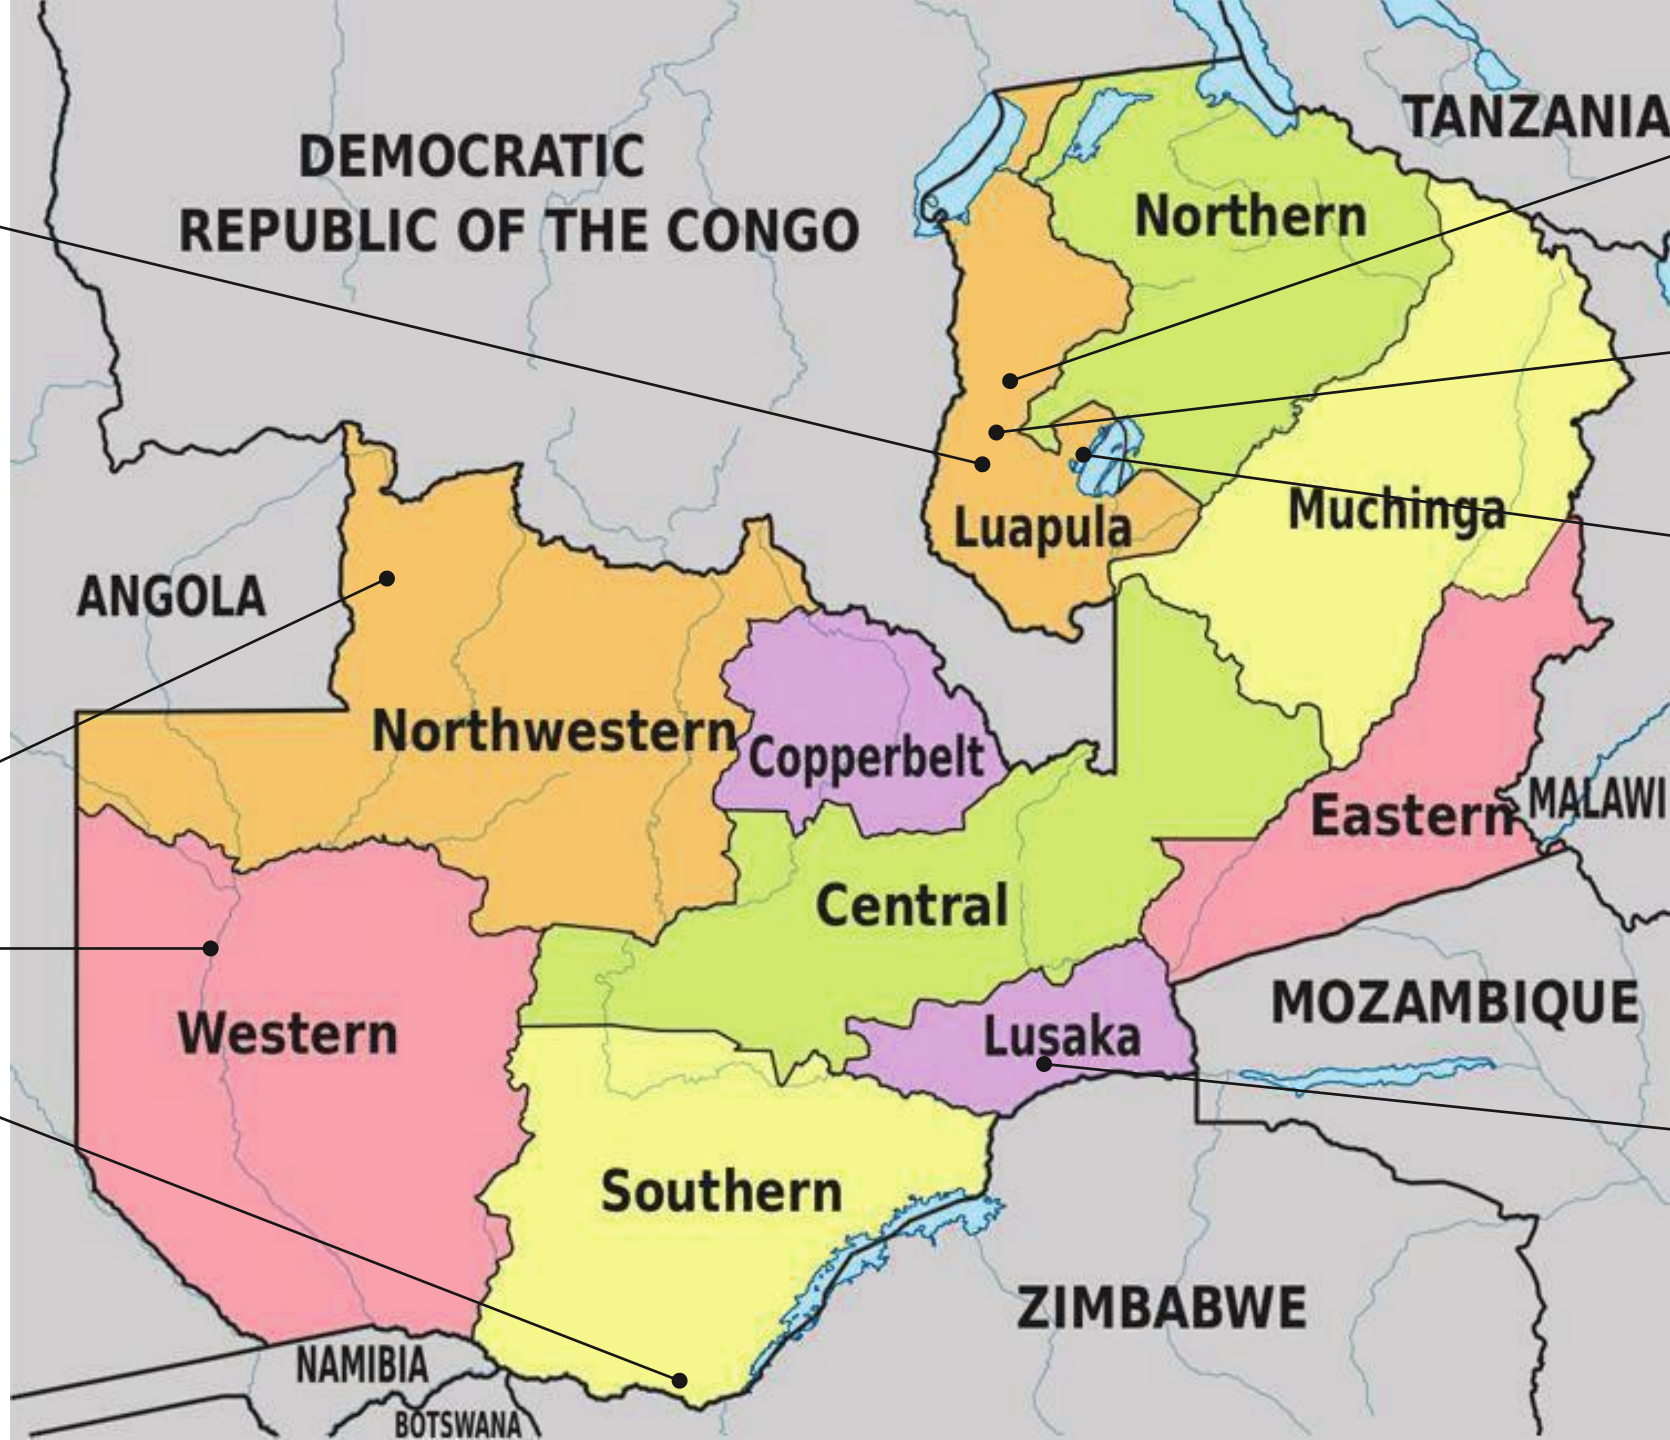 TANZANIA
DEMOCRATIC
REPUBLIC OF THE CONGO
Northern
Muchinga
Luapula
ANGOLA
Northwestern
Copperbelt
MALAWI
Eastern
Central
MOZAMBIQUE
Western
Lusaka
Southern
ZIMBABWE
NAMIBIA
BOTSWANA